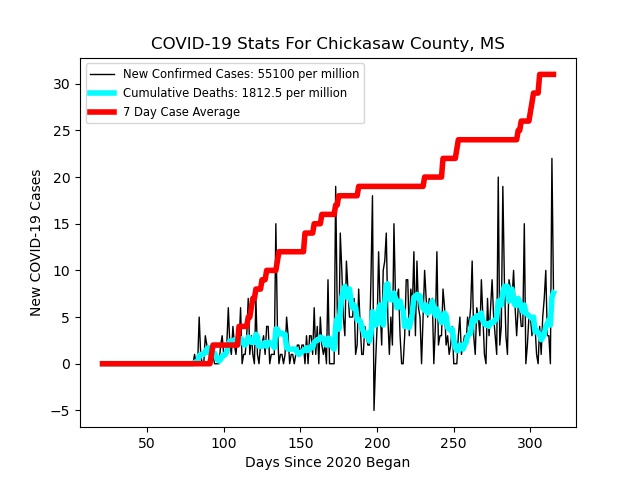 COVID-19 Stats For Chickasaw County, MS
New Confirmed Cases: 55100 per million
Cumulative Deaths: 1812.5 per million
7 Day Case Average
New COVID-19 Cases
30
25
20
15
10
5
0
−5
50 100 150 200 250 300
Days Since 2020 Began